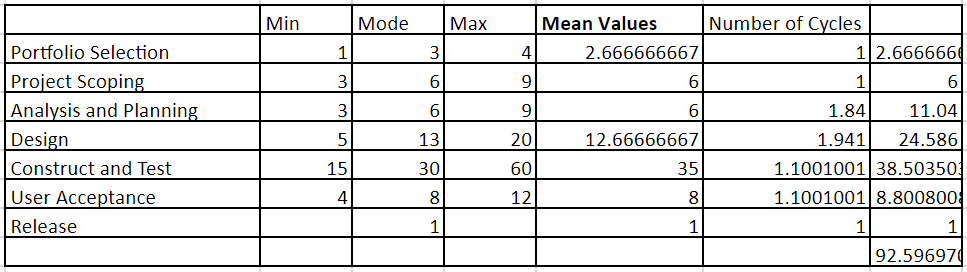 Min Mode Max Mean Values Number of Cycles
Portfolio Selection 1 3 4 2.666666667 1 2.6666666
Project Scoping 3 6 9 6 1 6
Analysis and Planning 3 6 9 6 1.84 11.04
Design 5 13 20 12.66666667 1.941 24.586
Construct and Test 15 30 60 35 1.1001001 38.503503
User Acceptance 4 8 12 8 1.1001001 8.8008008
Release 1 1 1 1
92.596970